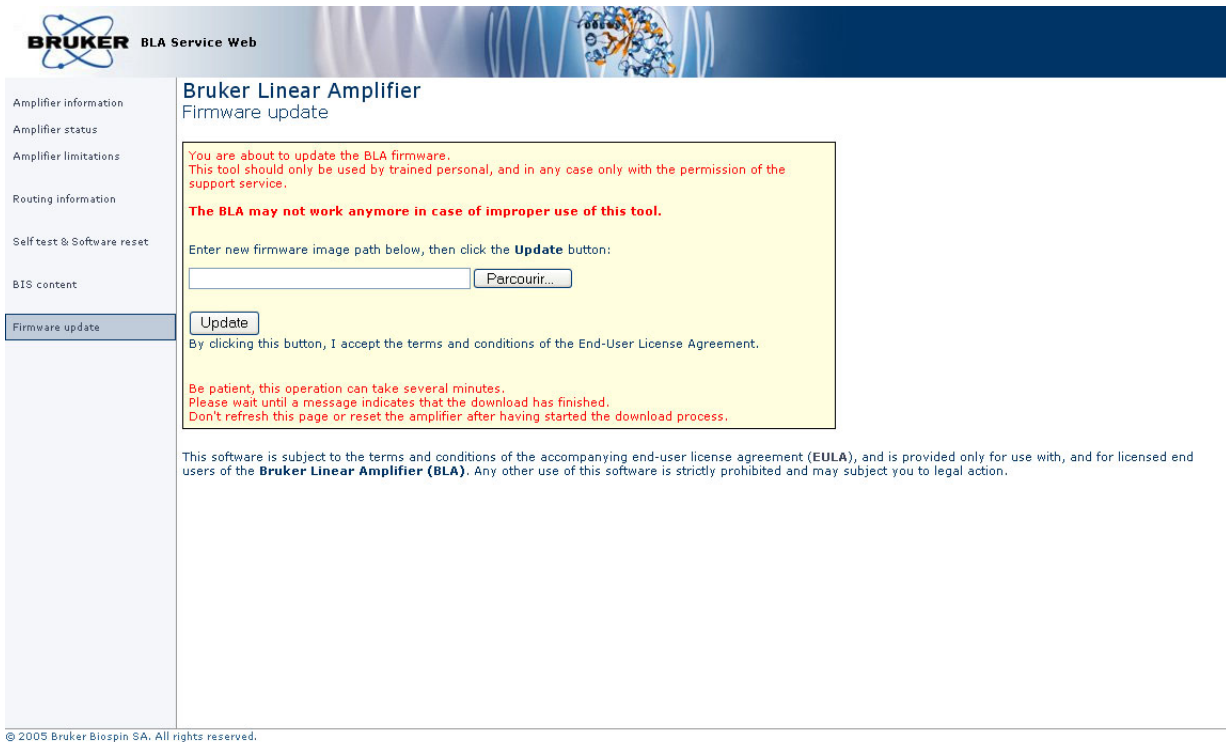 BRUKER BLA Service Web
Amplifier information
Amplifier status
Amplifier limitations
Routing information
Self test & Software reset
BIS content
Firmware update
Bruker Linear Amplifier
Firmware update
You are about to update the BLA firmware.
This tool should only be used by trained personal, and in any case only with the permission of the
support service.
The BLA may not work anymore in case of improper use of this tool.
Enter new firmware image path below, then click the Update button:
Parcourir...
Update
By clicking this button, I accept the terms and conditions of the End-User License Agreement.
Be patient, this operation can take several minutes.
Please wait until a message indicates that the download has finished.
Don't refresh this page or reset the amplifier after having started the download process.
This software is subject to the terms and conditions of the accompanying end-user license agreement (EULA), and is provided only for use with, and for licensed end
users of the Bruker Linear Amplifier (BLA). Any other use of this software is strictly prohibited and may subject you to legal action.
© 2005 Bruker Biospin SA. All rights reserved.